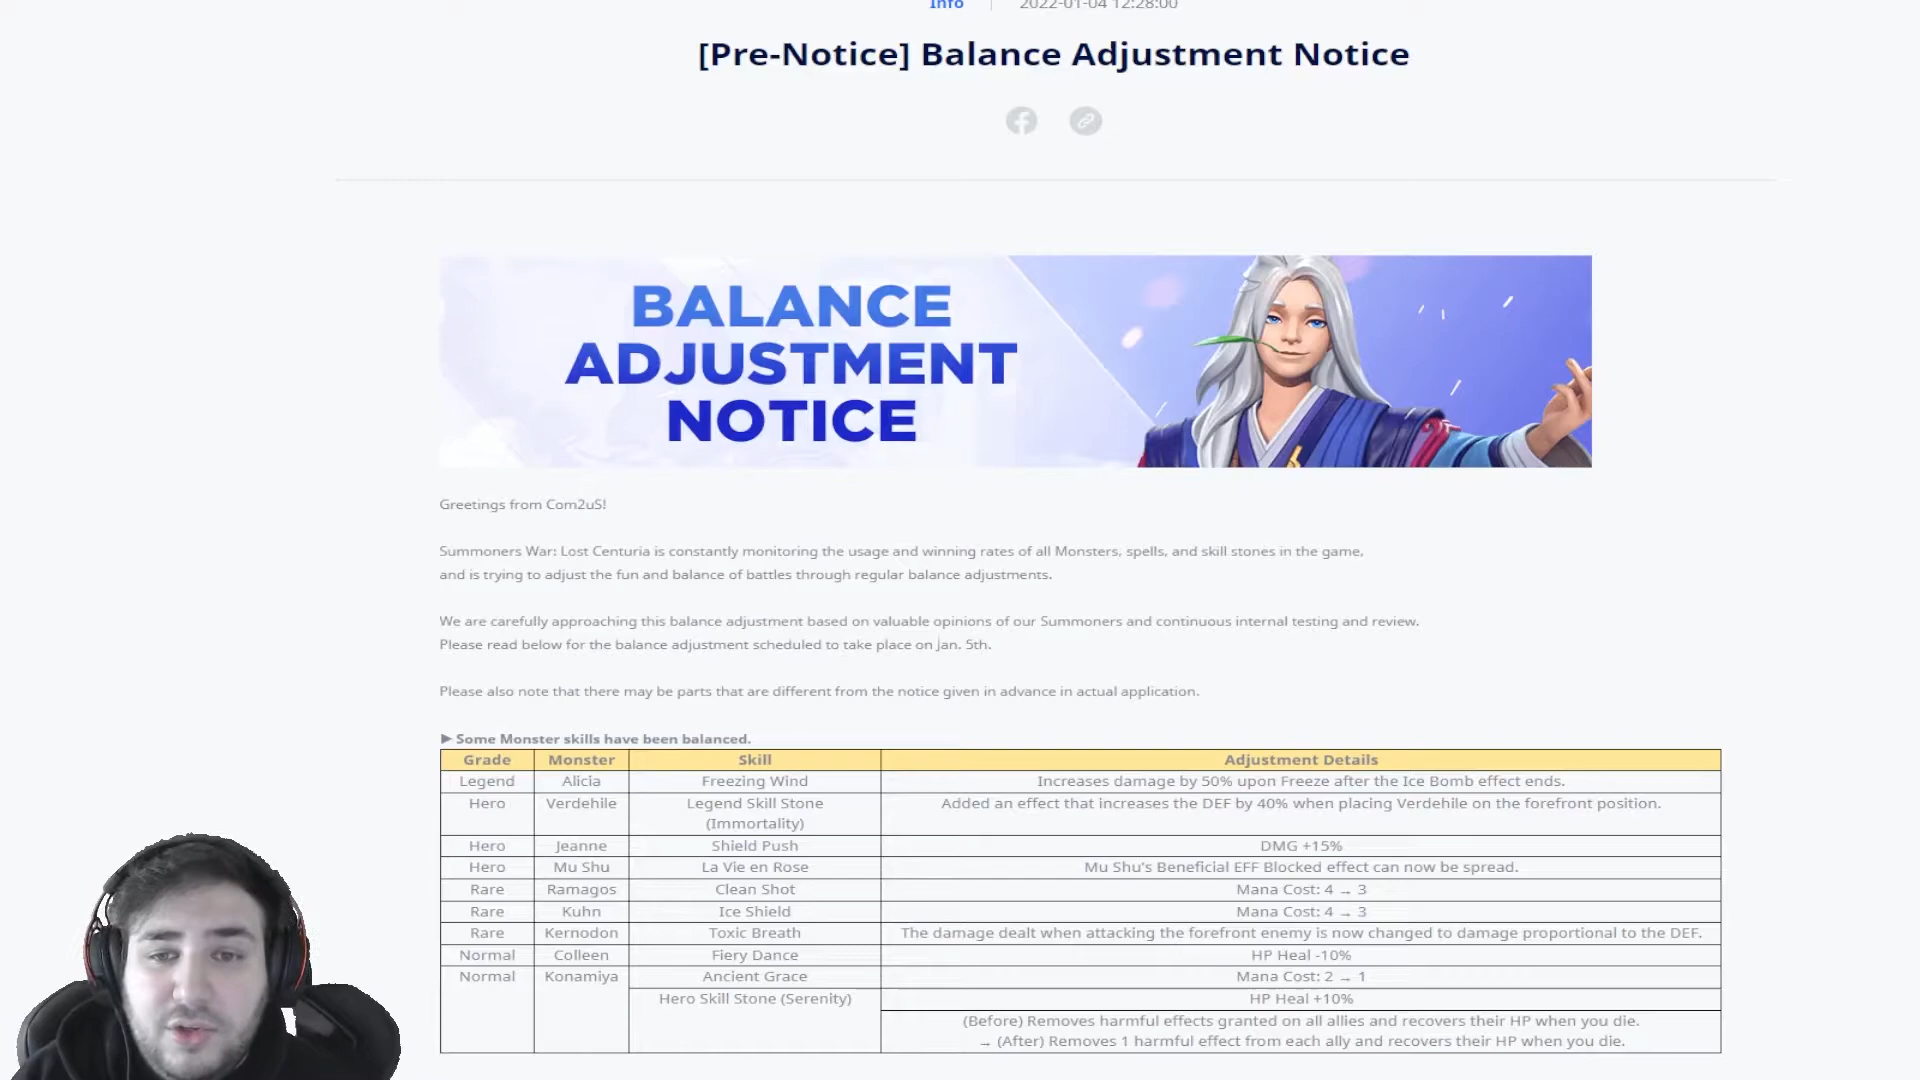 Info 2022-01-04 12:28:00
[Pre-Notice] Balance Adjustment Notice
BALANCE
ADJUSTMENT
NOTICE
Greetings from Com2uS!
Summoners War: Lost Centuria is constantly monitoring the usage and winning rates of all Monsters, spells, and skill stones in the game,
and is trying to adjust the fun and balance of battles through regular balance adjustments.
We are carefully approaching this balance adjustment based on valuable opinions of our Summoners and continuous internal testing and review.
Please read below for the balance adjustment scheduled to take place on Jan. 5th.
Please also note that there may be parts that are different from the notice given in advance in actual application.
▶ Some Monster skills have been balanced.
Grade Monster Skill Adjustment Details
Legend Alicia Freezing Wind Increases damage by 50% upon Freeze after the Ice Bomb effect ends.
Hero Verdehile Legend Skill Stone Added an effect that increases the DEF by 40% when placing Verdehile on the forefront position.
(Immortality)
Hero Jeanne Shield Push DMG +15%
Hero Mu Shu La Vie en Rose Mu Shu's Beneficial EFF Blocked effect can now be spread.
Rare Ramagos Clean Shot Mana Cost: 4 → 3
Rare Kuhn Ice Shield Mana Cost: 4 → 3
Rare Kernodon Toxic Breath The damage dealt when attacking the forefront enemy is now changed to damage proportional to the DEF.
Normal Colleen Fiery Dance HP Heal -10%
Normal Konamiya Ancient Grace Mana Cost: 2 → 1
Hero Skill Stone (Serenity) HP Heal +10%
(Before) Removes harmful effects granted on all allies and recovers their HP when you die.
→ (After) Removes 1 harmful effect from each ally and recovers their HP when you die.